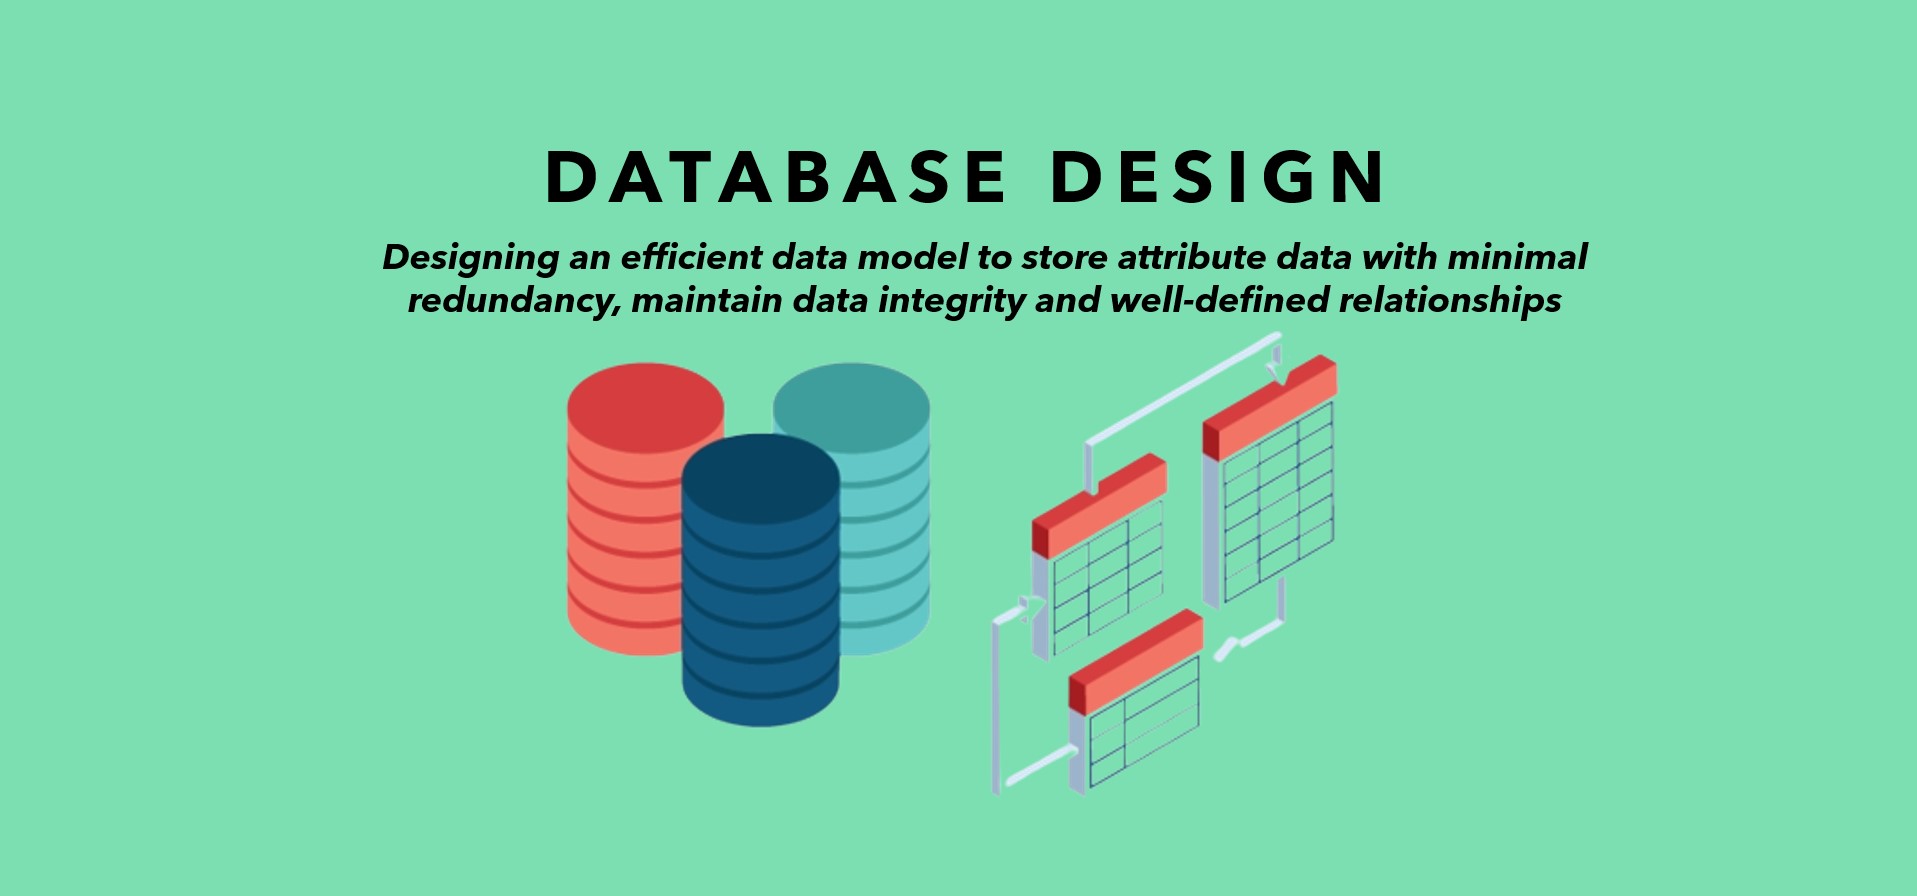 DATABASE DESIGN
Designing an efficient data model to store attribute data with minimal
redundancy, maintain data integrity and well-defined relationships